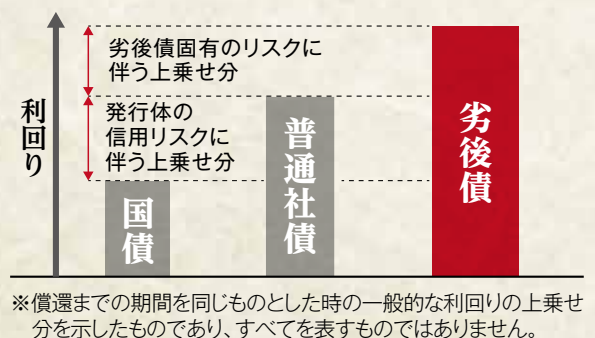 利回り
劣後債固有のリスクに
伴う上乗せ分
発行体の
信用リスクに
伴う上乗せ分
国債
普通社債
劣後債
※償還までの期間を同じものとした時の一般的な利回りの上乗せ
分を示したものであり、すべてを表すものではありません。